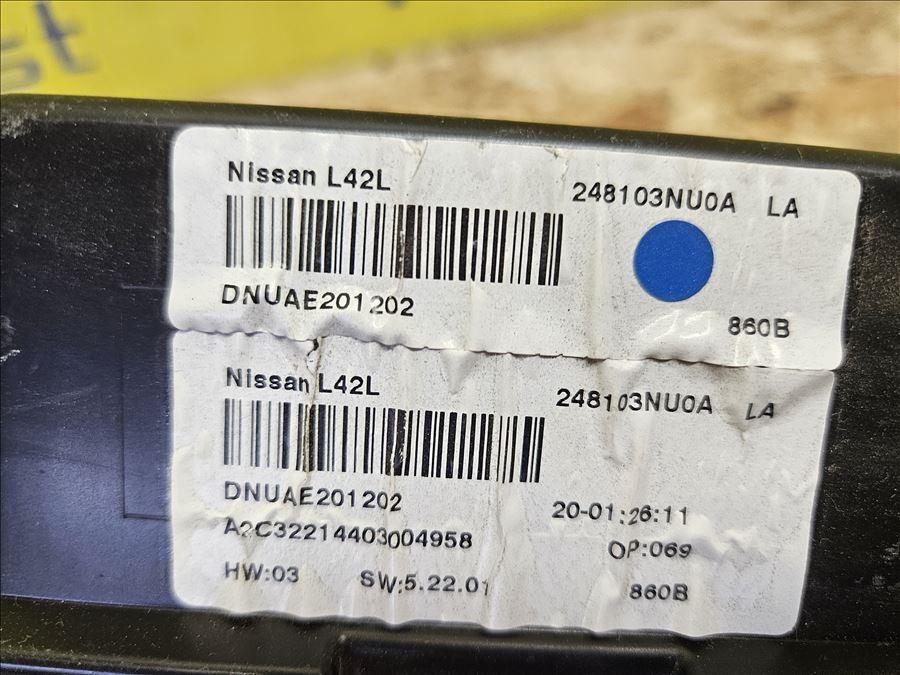 st
Nissan L42L
248103NU0A LA
DNUAE201202
860B
Nissan L42L
248103NU0A LA
DNUAE201202
20-01:26:11
A2C32214403004958
OP:069
HW:03 SW:5.22.01
860B